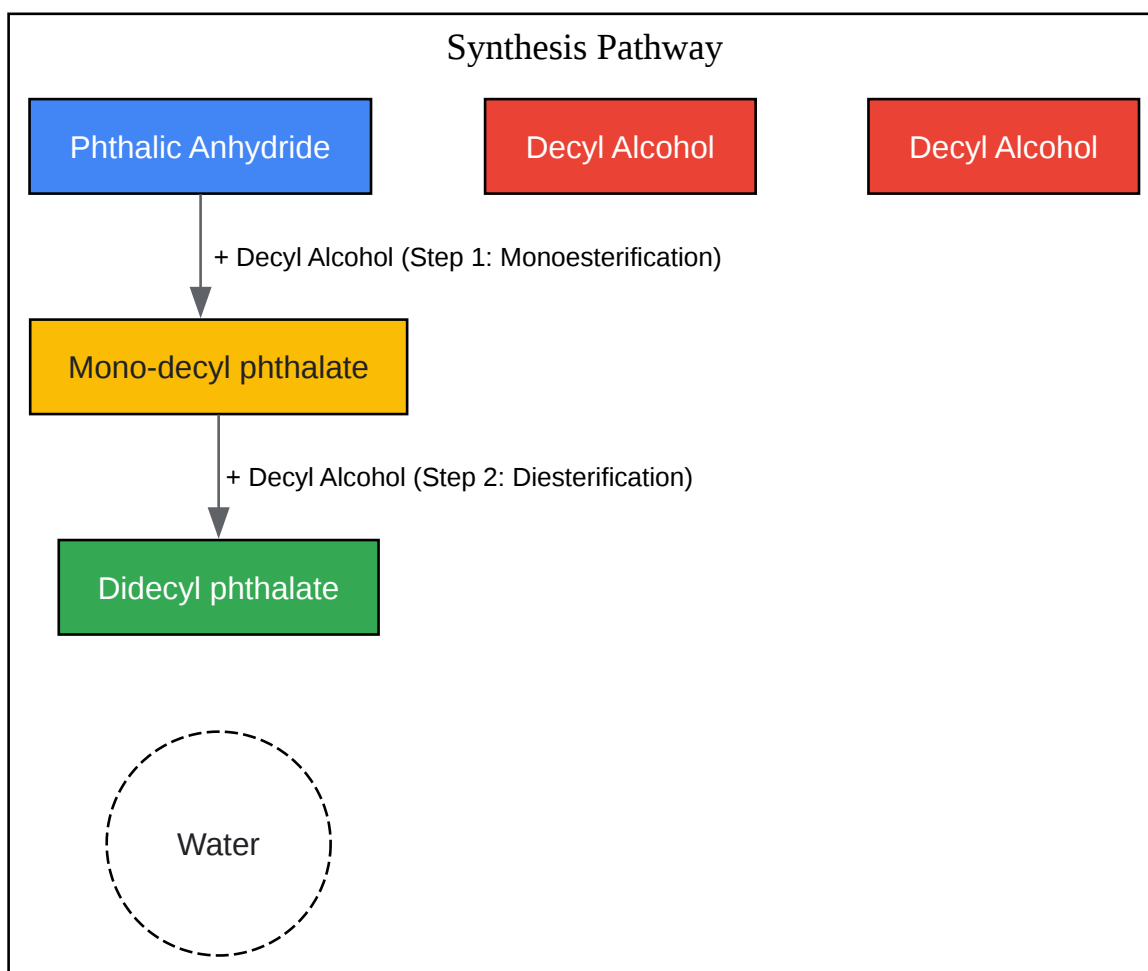 Synthesis Pathway
Phthalic Anhydride
Decyl Alcohol
Decyl Alcohol
+ Decyl Alcohol (Step 1: Monoesterification)
Mono-decyl phthalate
+ Decyl Alcohol (Step 2: Diesterification)
Didecyl phthalate
Water